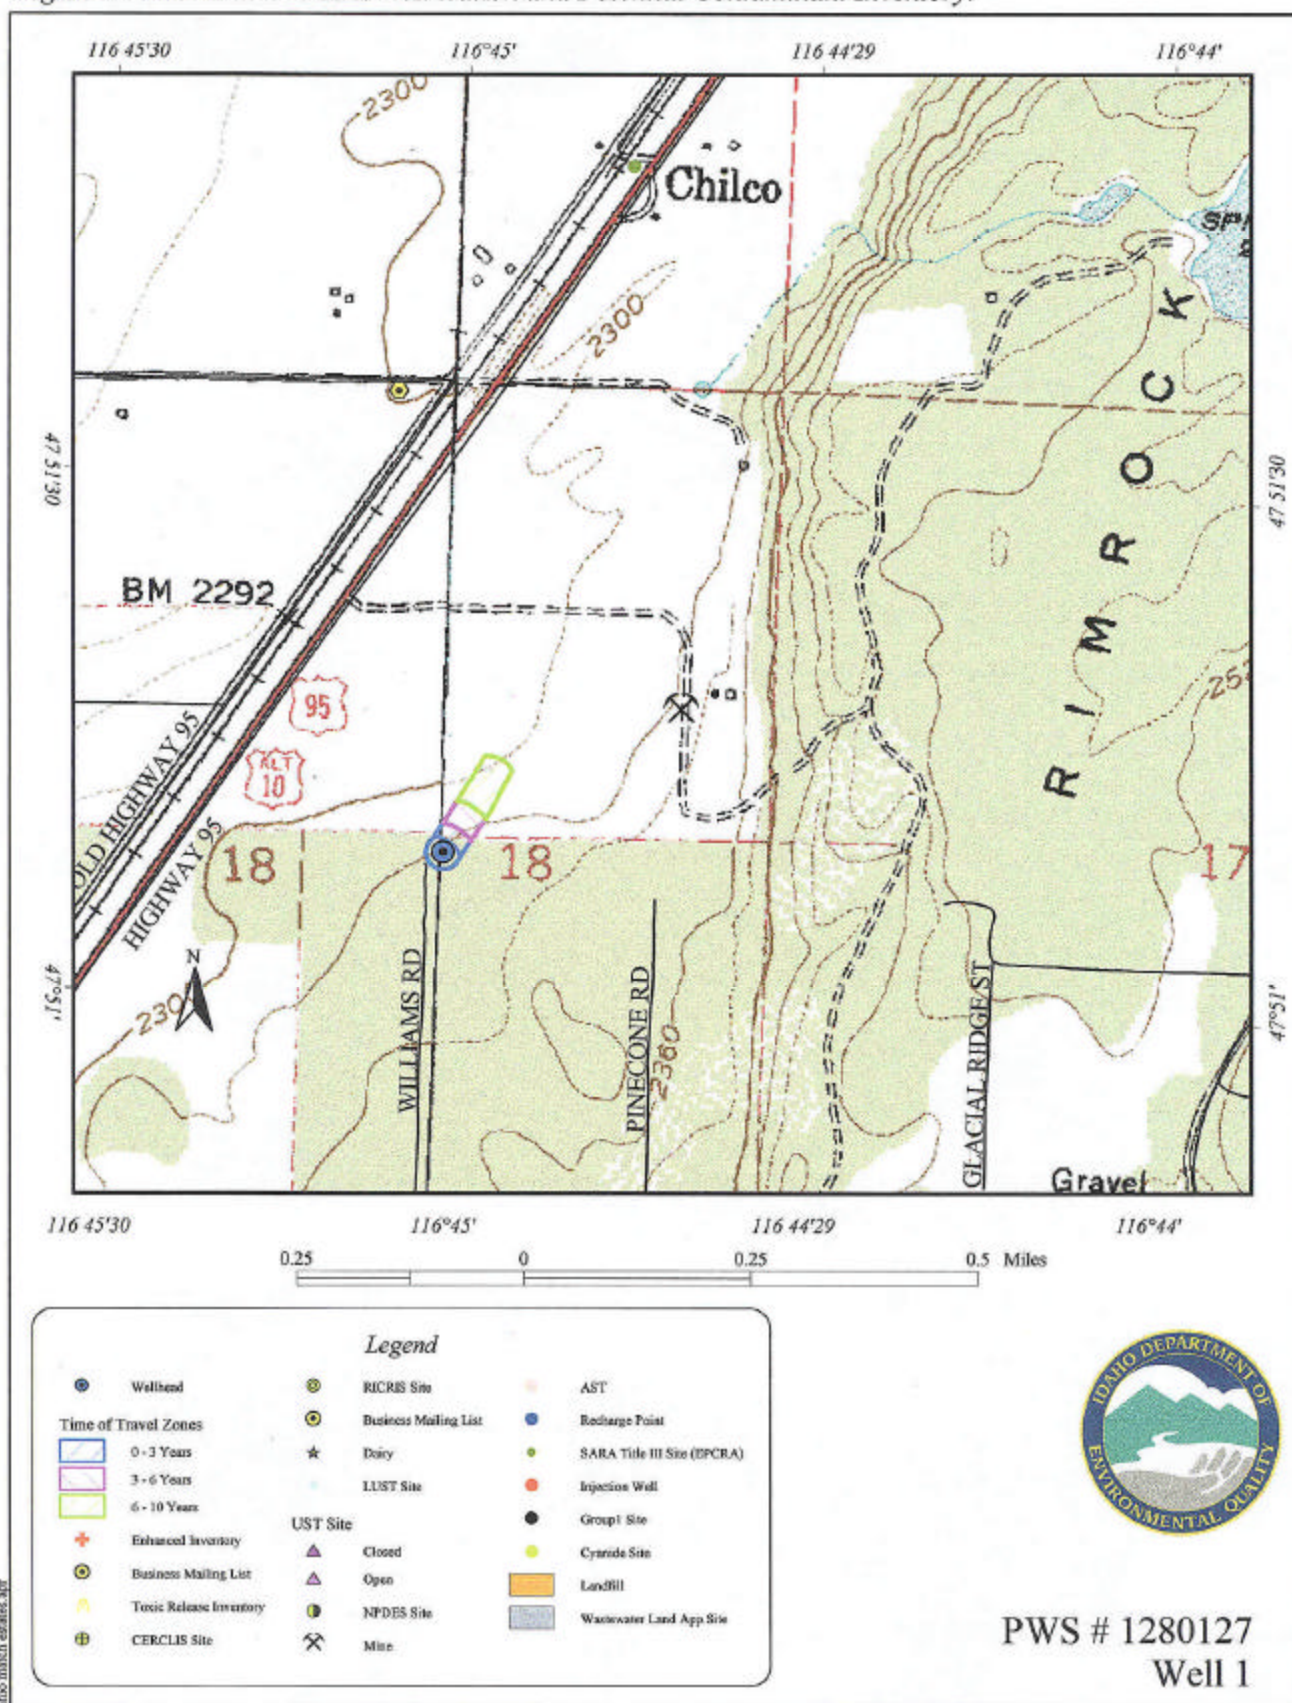 116 45'30
116°45'
116 44'29
116°44'
2300
Chilco
2300
RIMROCK
47 51'30
47 51'30
BM 2292
95
ALT
10
OLD HIGHWAY 95
HIGHWAY 95
18
18
17
N
WILLIAMS RD
PINECONE RD
2360
GLACIAL RIDGE ST
47°51'
47°51'
Gravel
116 45'30
116°45'
116 44'29
116°44'
0.25 0 0.25 0.5 Miles
Legend
Wellhead
Time of Travel Zones
0 - 3 Years
3 - 6 Years
6 - 10 Years
Enhanced Inventory
Business Mailing List
Toxic Release Inventory
CERCLIS Site
RICRIS Site
Business Mailing List
Dairy
LUST Site
UST Site
Closed
Open
NPDES Site
Mine
AST
Recharge Point
SARA Title III Site (EPCRA)
Injection Well
Group1 Site
Cyanide Site
Landfill
Wastewater Land App Site
IDAHO DEPARTMENT OF
ENVIRONMENTAL QUALITY
PWS # 1280127
Well 1